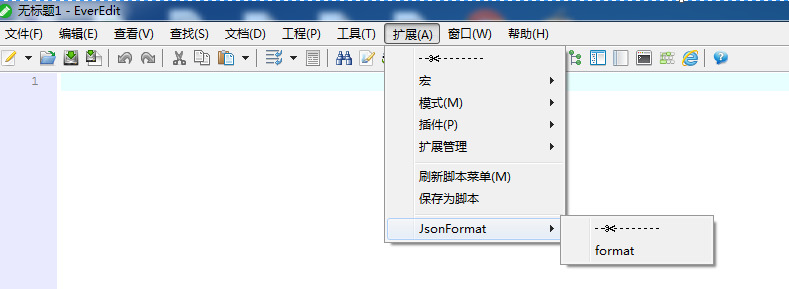 无标题1 - EverEdit
文件(F) 编辑(E) 查看(V) 查找(S) 文档(D) 工程(P) 工具(T) 扩展(A) 窗口(W) 帮助(H)
1
宏
模式(M)
插件(P)
扩展管理
刷新脚本菜单(M)
保存为脚本
JsonFormat
format